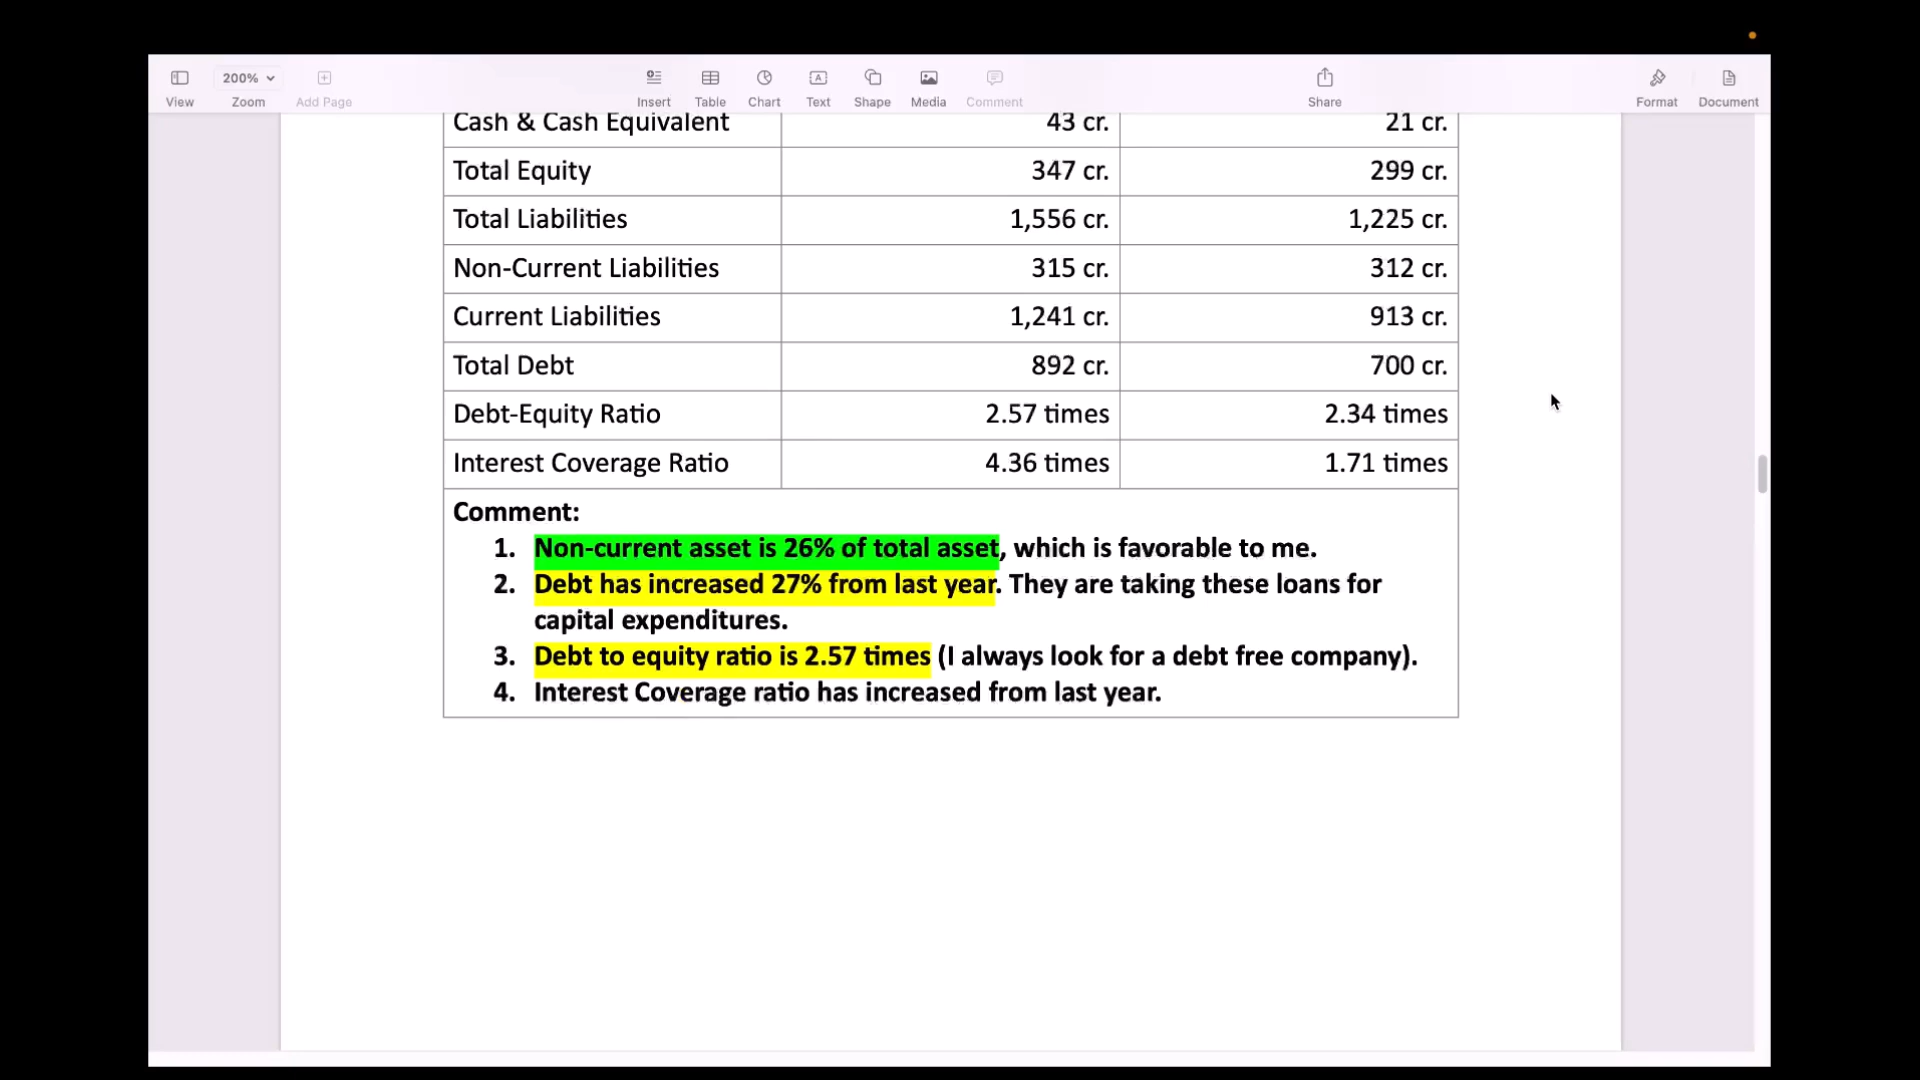 200%
View Zoom Add Page Insert Table Chart Text Shape Media Comment Share Format Document
Cash & Cash Equivalent 43 cr. 21 cr.
Total Equity 347 cr. 299 cr.
Total Liabilities 1,556 cr. 1,225 cr.
Non-Current Liabilities 315 cr. 312 cr.
Current Liabilities 1,241 cr. 913 cr.
Total Debt 892 cr. 700 cr.
Debt-Equity Ratio 2.57 times 2.34 times
Interest Coverage Ratio 4.36 times 1.71 times
Comment:
1. Non-current asset is 26% of total asset, which is favorable to me.
2. Debt has increased 27% from last year. They are taking these loans for
capital expenditures.
3. Debt to equity ratio is 2.57 times (I always look for a debt free company).
4. Interest Coverage ratio has increased from last year.